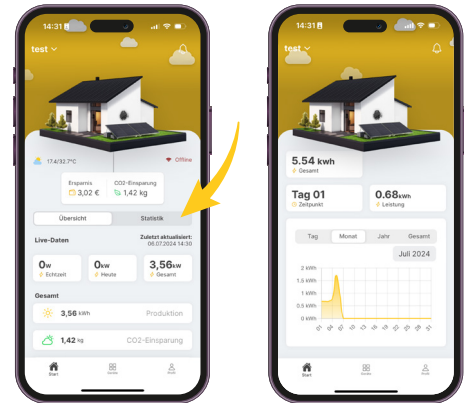 14:31
test
17.4/32.7°C
Offline
Ersparnis
3,02 €
CO2-Einsparung
1,42 kg
Übersicht
Statistik
Live-Daten
Zuletzt aktualisiert:
06.07.2024 14:30
0w
Echtzeit
0kw
Heute
3,56kw
Gesamt
Gesamt
3,56 kWh
Produktion
1,42 kg
CO2-Einsparung
Start
14:31
test
5.54 kwh
Gesamt
Tag 01
Zeitpunkt
0.68kwh
Leistung
Tag
Monat
Jahr
Gesamt
Juli 2024
2 kWh
1.5 kWh
1 kWh
0.5 kWh
0 kWh
01
04
07
10
13
16
19
22
25
28
31
Start